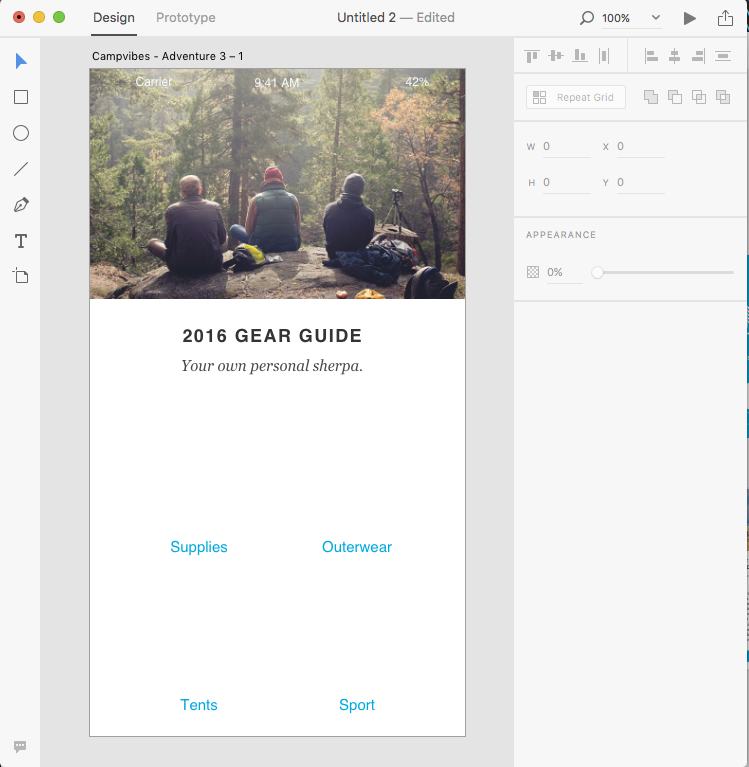 Design Prototype Untitled 2 — Edited 100%
Campvibes - Adventure 3 – 1
Carrier 9:41 AM 42%
Repeat Grid
W 0 X 0
H 0 Y 0
APPEARANCE
0%
2016 GEAR GUIDE
Your own personal sherpa.
Supplies Outerwear
Tents Sport
T